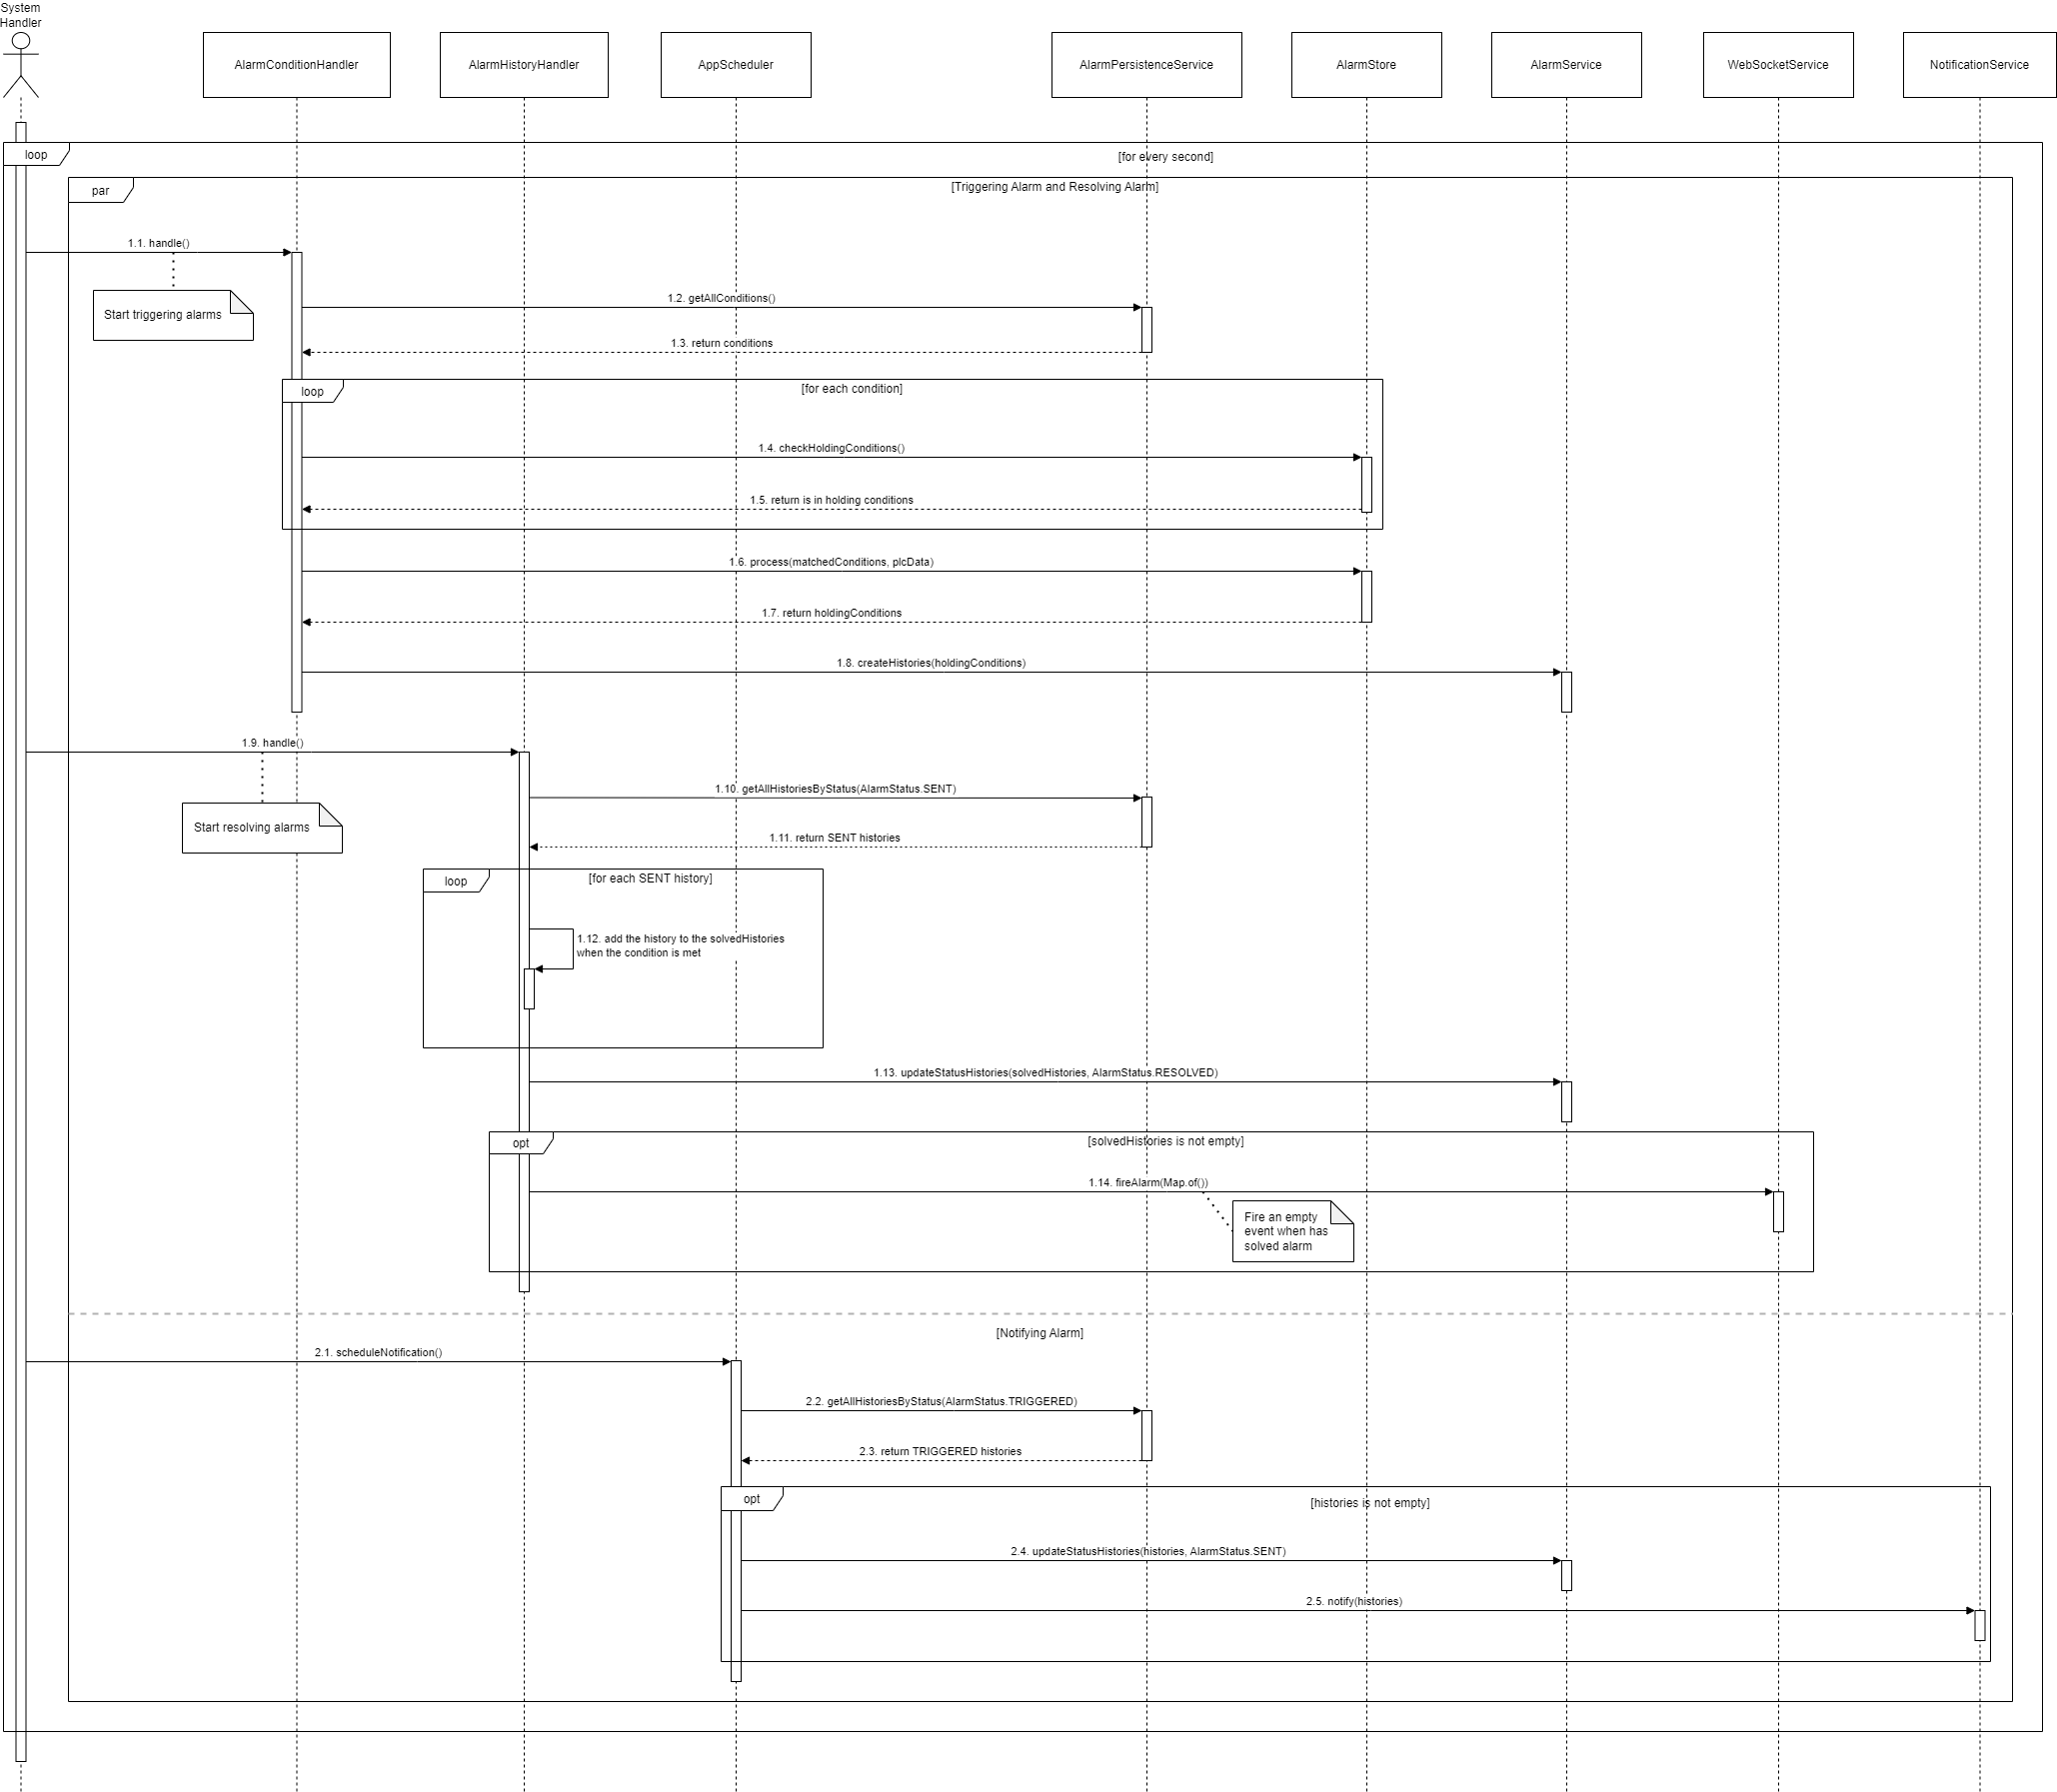 System
Handler
AlarmConditionHandler
AlarmHistoryHandler
AppScheduler
AlarmPersistenceService
AlarmStore
AlarmService
WebSocketService
NotificationService
loop
[for every second]
par
[Triggering Alarm and Resolving Alarm]
1.1. handle()
Start triggering alarms
1.2. getAllConditions()
1.3. return conditions
loop
[for each condition]
1.4. checkHoldingConditions()
1.5. return is in holding conditions
1.6. process(matchedConditions, plcData)
1.7. return holdingConditions
1.8. createHistories(holdingConditions)
1.9. handle()
Start resolving alarms
1.10. getAllHistoriesByStatus(AlarmStatus.SENT)
1.11. return SENT histories
loop
[for each SENT history]
1.12. add the history to the solvedHistories
when the condition is met
1.13. updateStatusHistories(solvedHistories, AlarmStatus.RESOLVED)
opt
[solvedHistories is not empty]
1.14. fireAlarm(Map.of())
Fire an empty
event when has
solved alarm
[Notifying Alarm]
2.1. scheduleNotification()
2.2. getAllHistoriesByStatus(AlarmStatus.TRIGGERED)
2.3. return TRIGGERED histories
opt
[histories is not empty]
2.4. updateStatusHistories(histories, AlarmStatus.SENT)
2.5. notify(histories)